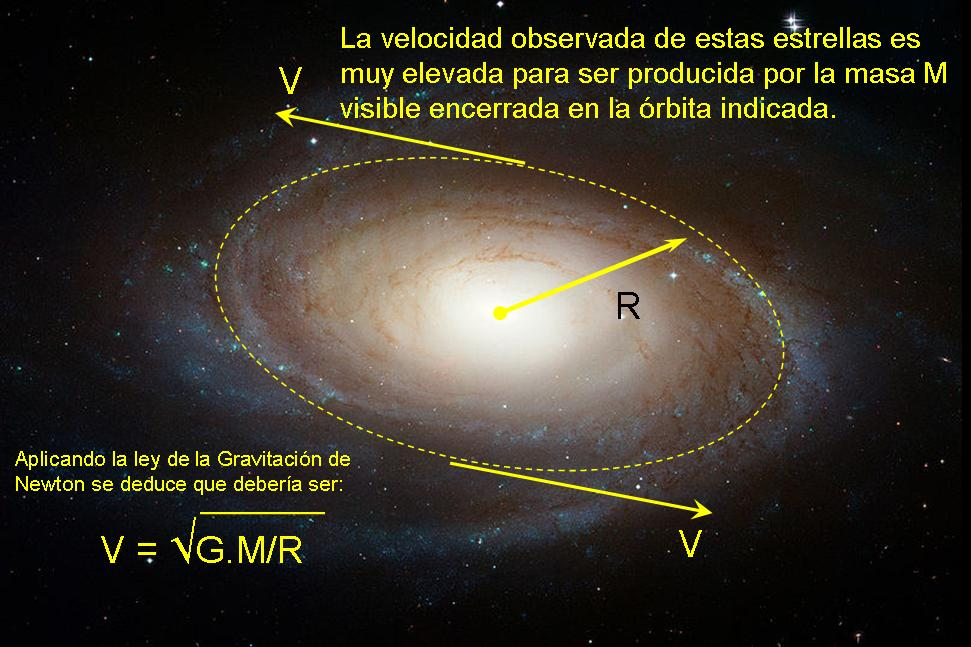 La velocidad observada de estas estrellas es
muy elevada para ser producida por la masa M
visible encerrada en la órbita indicada.
V
R
Aplicando la ley de la Gravitación de
Newton se deduce que debería ser:
V = √G.M/R
V